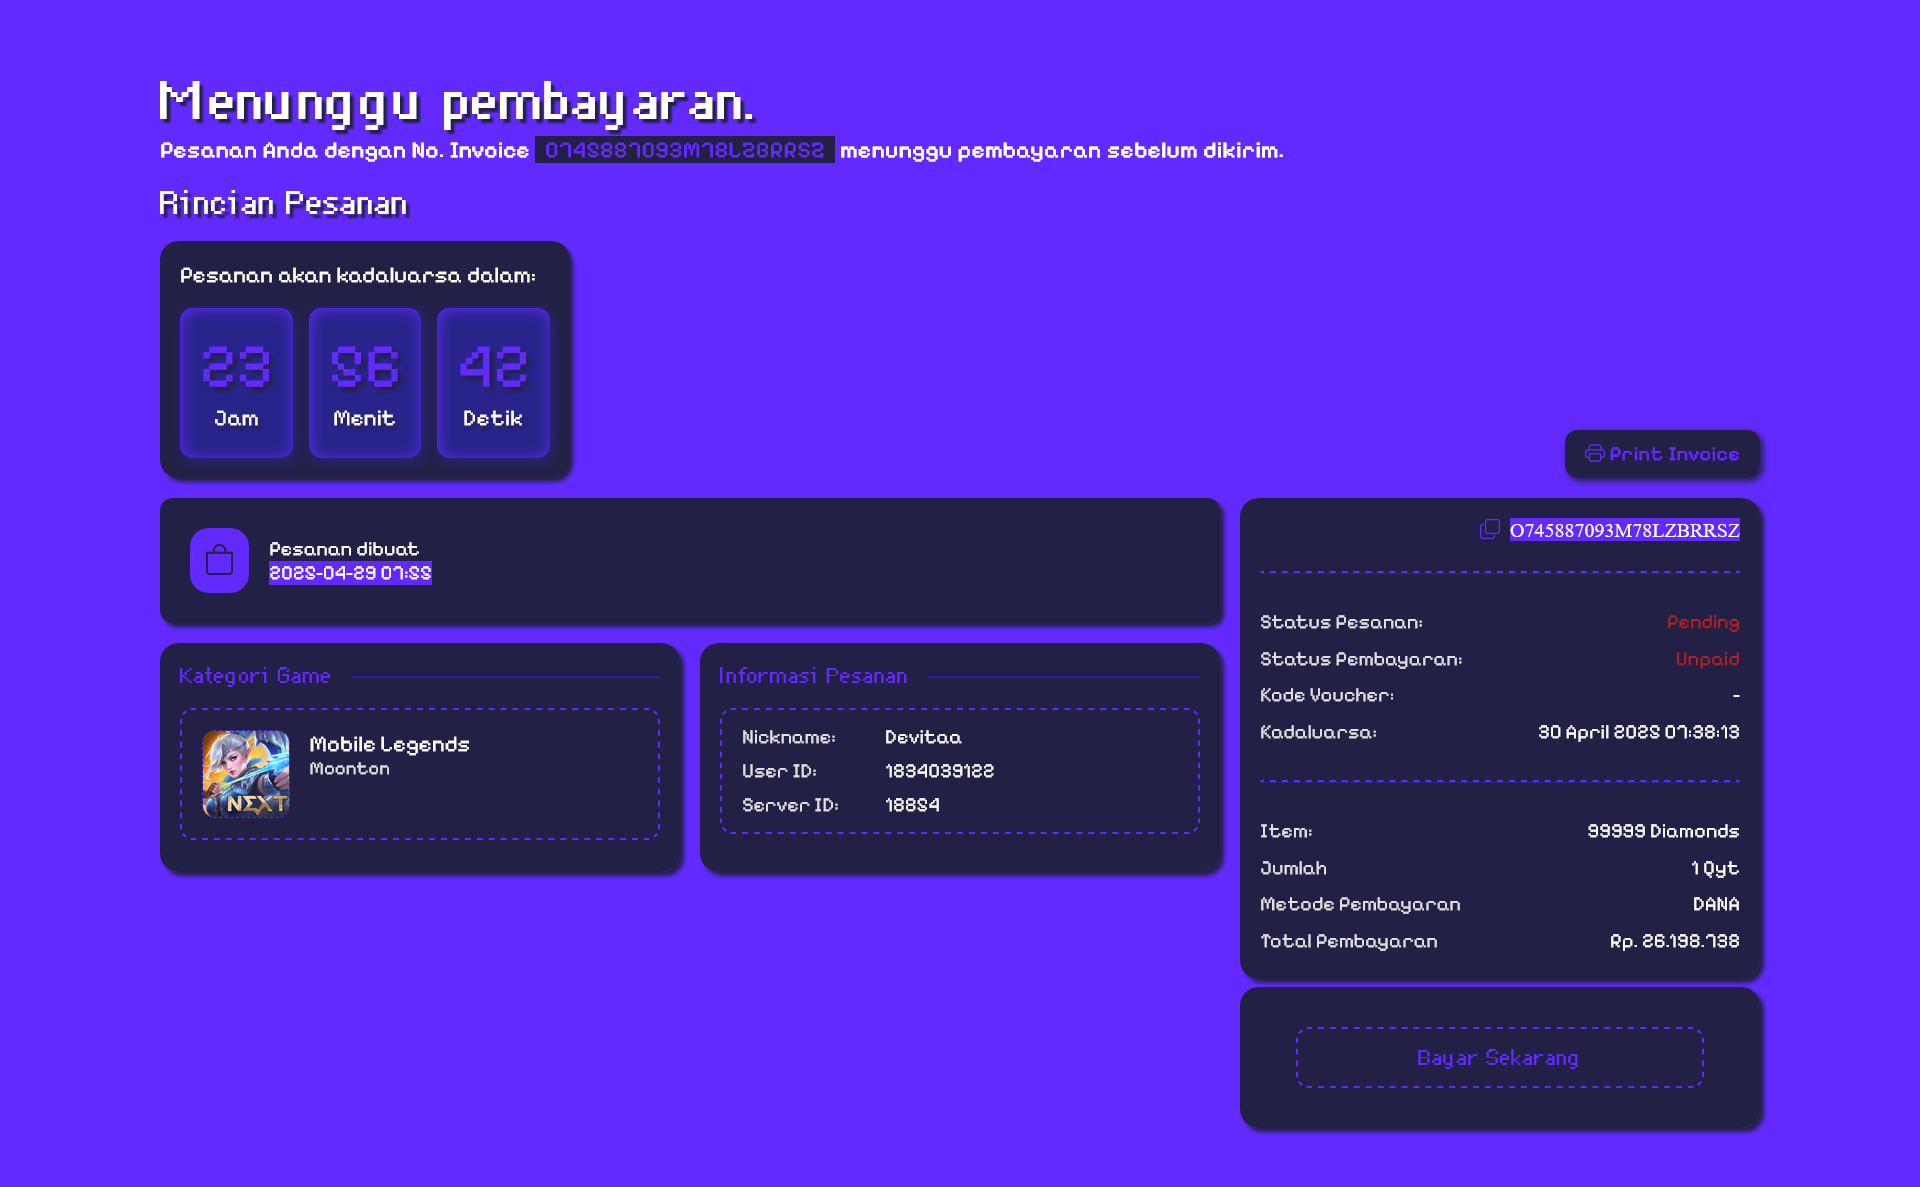 Menunggu pembayaran.
Pesanan Anda dengan No. Invoice O745887093M78LZBRRSZ menunggu pembayaran sebelum dikirim.
Rincian Pesanan
Pesanan akan kadaluarsa dalam:
23 56 42
Jam Menit Detik
Print Invoice
Pesanan dibuat
2025-04-29 07:55
Kategori Game
Mobile Legends
Moonton
NEXT
Informasi Pesanan
Nickname: Devitaa
User ID: 1834039122
Server ID: 18854
O745887093M78LZBRRSZ
Status Pesanan: Pending
Status Pembayaran: Unpaid
Kode Voucher: -
Kadaluarsa: 30 April 2025 07:38:13
Item: 99999 Diamonds
Jumlah 1 Qyt
Metode Pembayaran DANA
Total Pembayaran Rp. 26.198.738
Bayar Sekarang